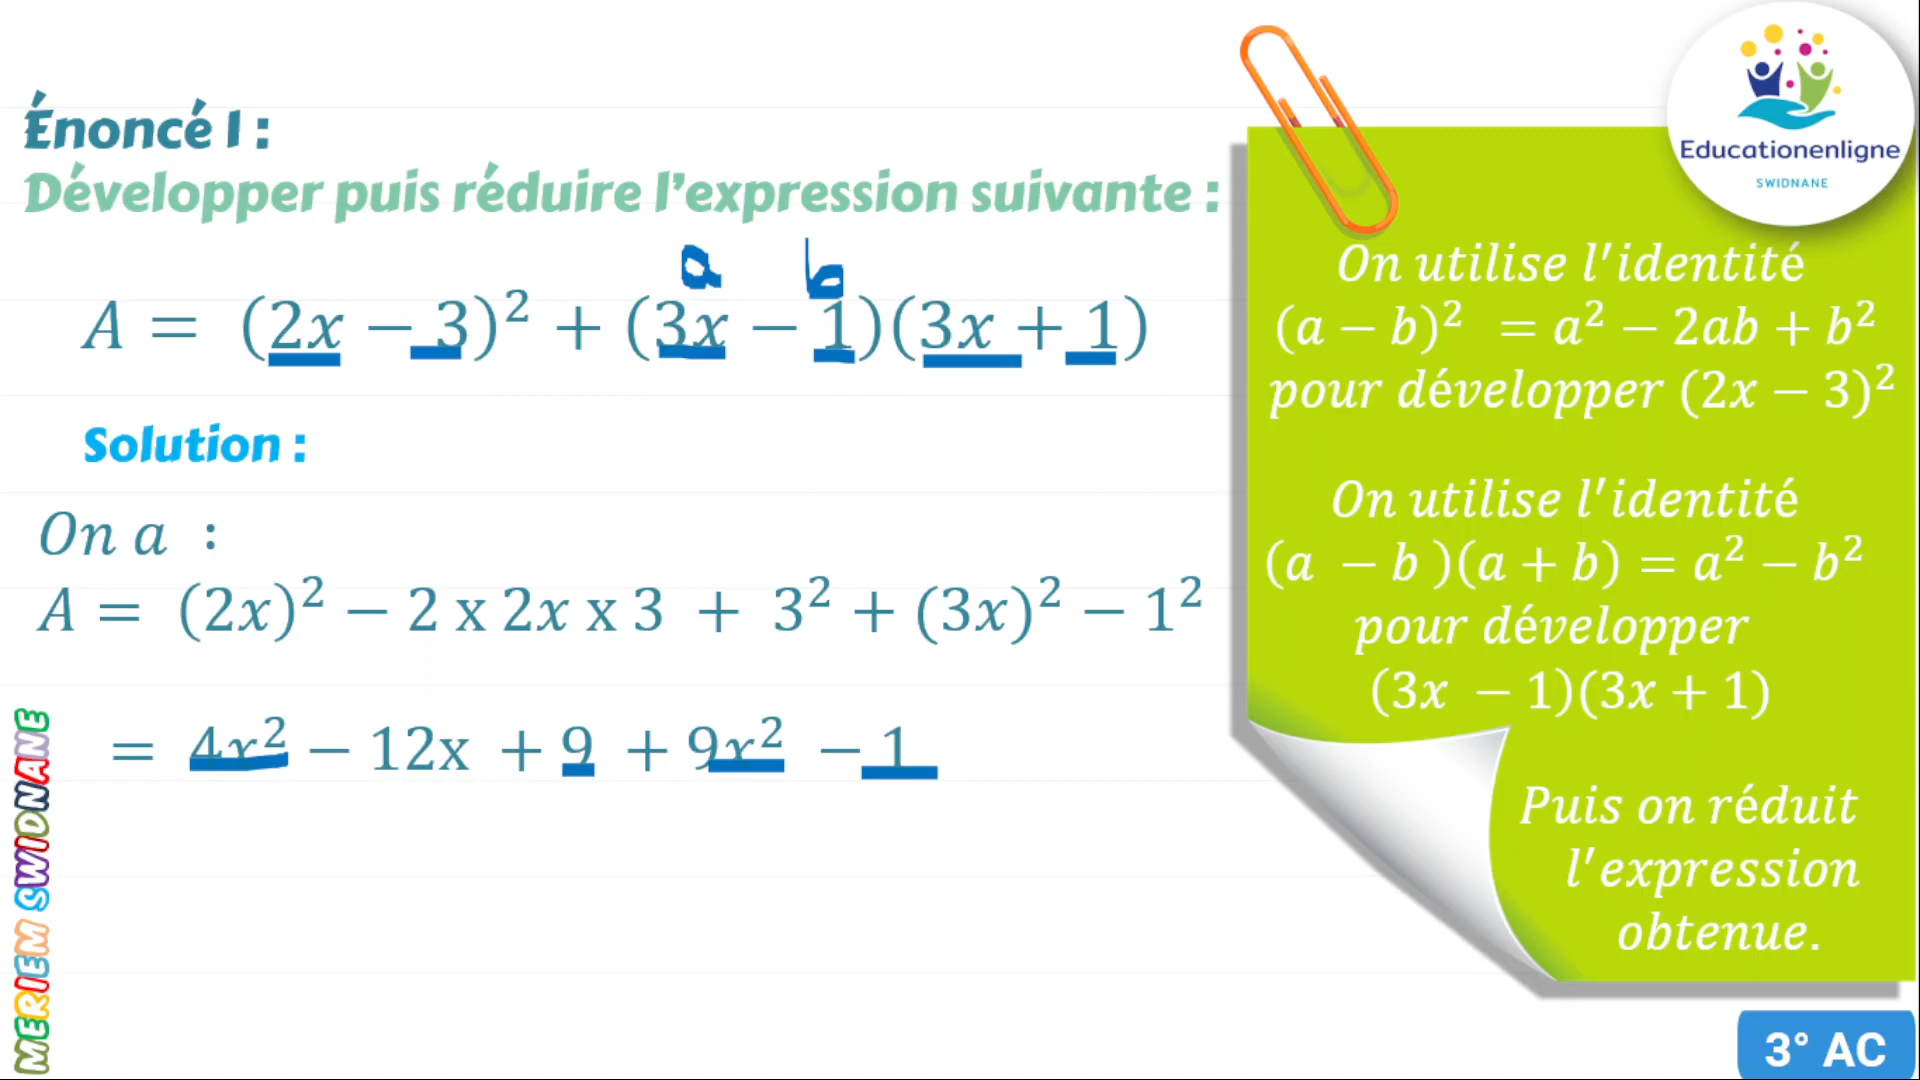 Énoncé 1 :
Développer puis réduire l'expression suivante :
a b
A = (2x − 3)² + (3x − 1)(3x + 1)
Solution :
On a :
A = (2x)² − 2 x 2x x 3 + 3² + (3x)² − 1²
= 4x² − 12x + 9 + 9x² − 1
MERIEM SWIDNANE
Educationenligne
SWIDNANE
On utilise l'identité
(a − b)² = a² − 2ab + b²
pour développer (2x − 3)²
On utilise l'identité
(a − b )(a + b) = a² − b²
pour développer
(3x − 1)(3x + 1)
Puis on réduit
l'expression
obtenue.
3° AC